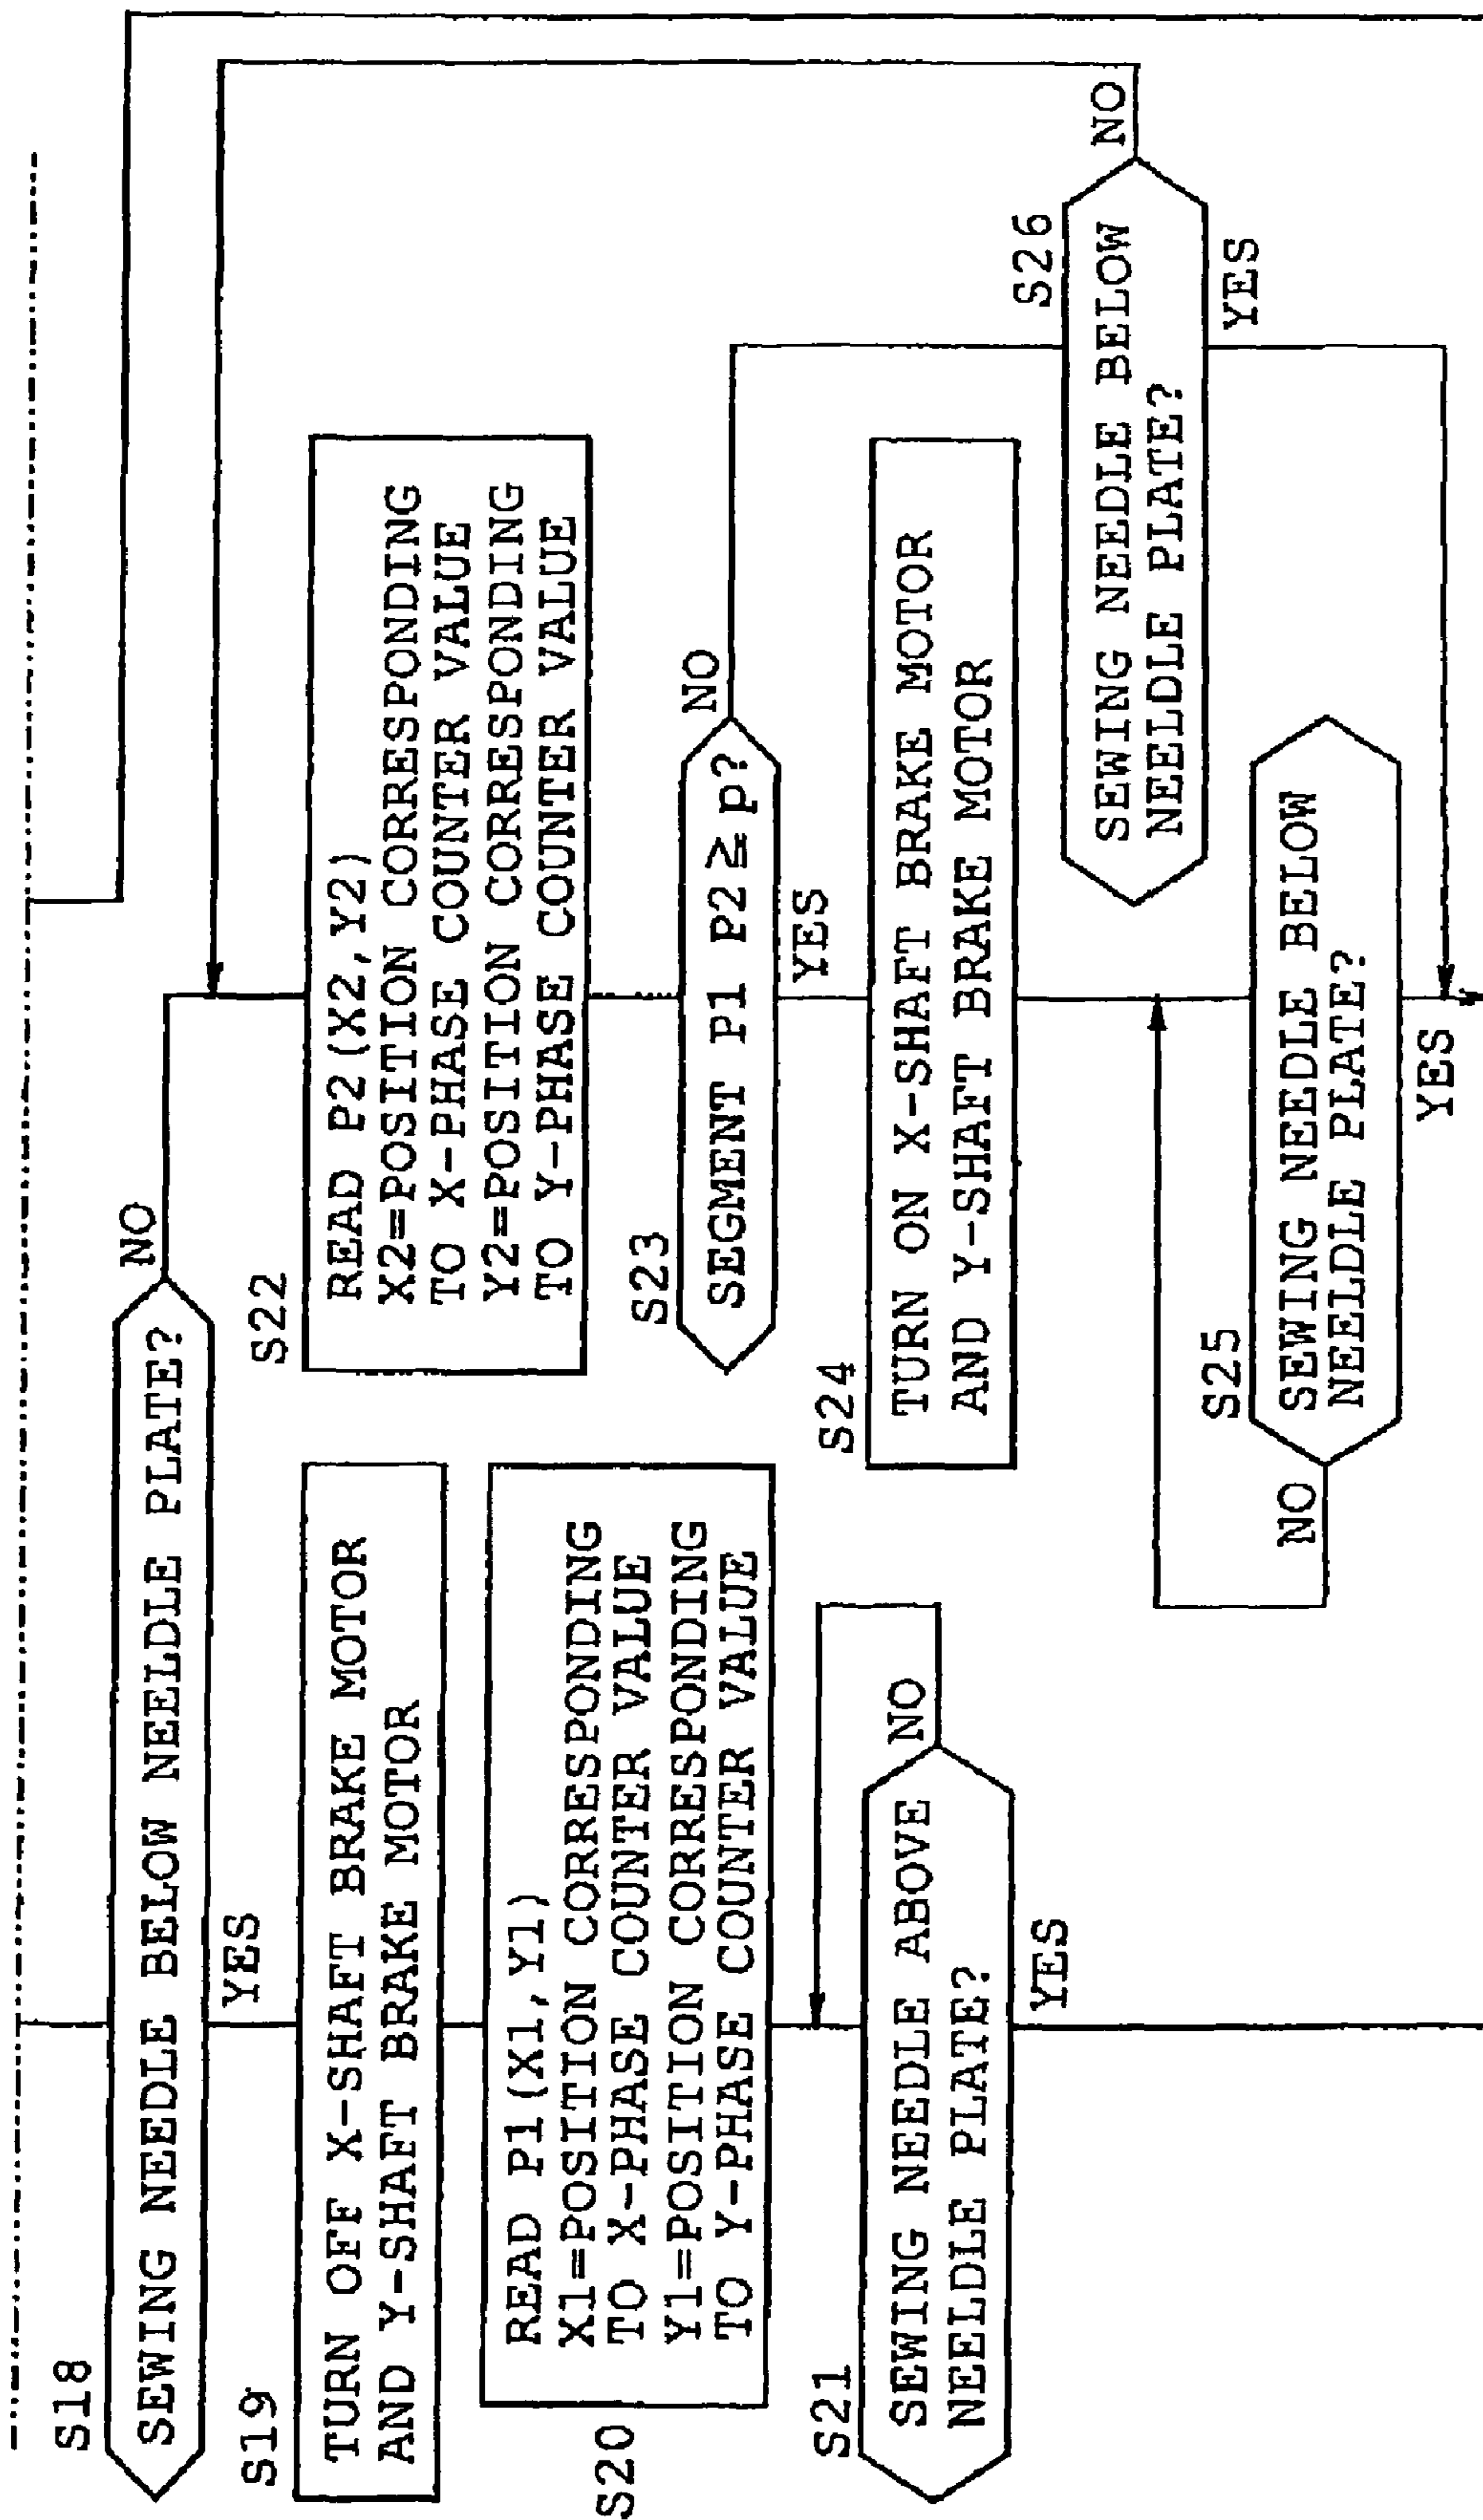 S18
SEWING NEEDLE BELOW NEELDLE PLATE?
NO
YES
S19
TURN OFF X-SHAFT BRAKE MOTOR
AND Y-SHAFT BRAKE MOTOR
S20
READ P1(X1,Y1)
X1=POSITION CORRESPONDING
TO X-PHASE COUNTER VALUE
Y1=POSITION CORRESPONDING
TO Y-PHASE COUNTER VALUE
S21
SEWING NEEDLE ABOVE
NEELDLE PLATE?
NO
YES
S22
READ P2(X2,Y2)
X2=POSITION CORRESPONDING
TO X-PHASE COUNTER VALUE
Y2=POSITION CORRESPONDING
TO Y-PHASE COUNTER VALUE
S23
SEGMENT P1 P2≧p?
NO
YES
S24
TURN ON X-SHAFT BRAKE MOTOR
AND Y-SHAFT BRAKE MOTOR
S25
SEWING NEEDLE BELOW
NEELDLE PLATE?
NO
YES
S26
SEWING NEEDLE BELOW
NEEDLE PLATE?
NO
YES